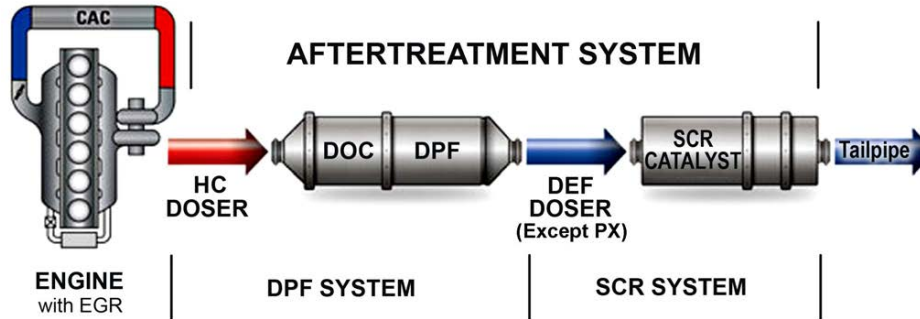 CAC
AFTERTREATMENT SYSTEM
DOC
DPF
SCR
CATALYST
Tailpipe
HC
DOSER
DEF
DOSER
(Except PX)
ENGINE
with EGR
DPF SYSTEM
SCR SYSTEM